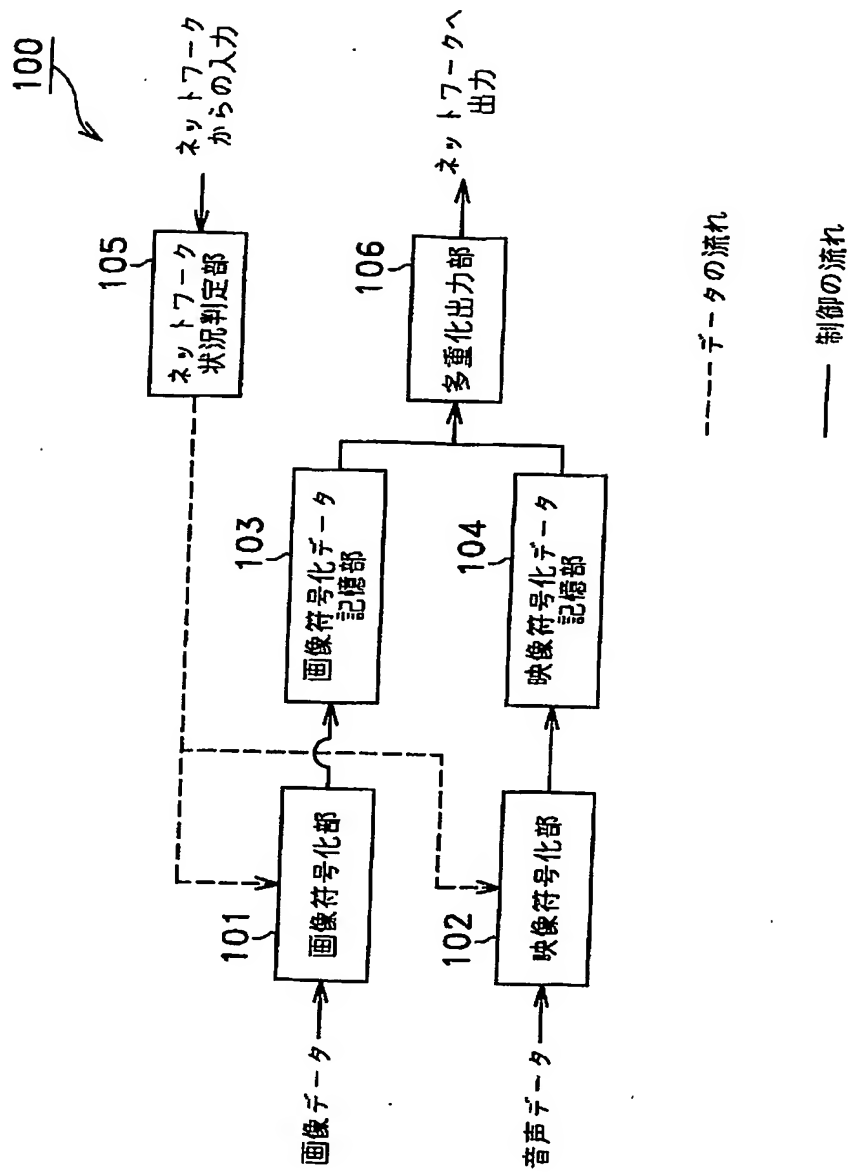 100
ネットワーク
からの入力
105
ネットワーク
状況判定部
ネットワークへ
出力
106
多重化出力部
103
画像符号化データ
記憶部
104
映像符号化データ
記憶部
101
画像符号化部
102
映像符号化部
画像データ
音声データ
データの流れ
制御の流れ